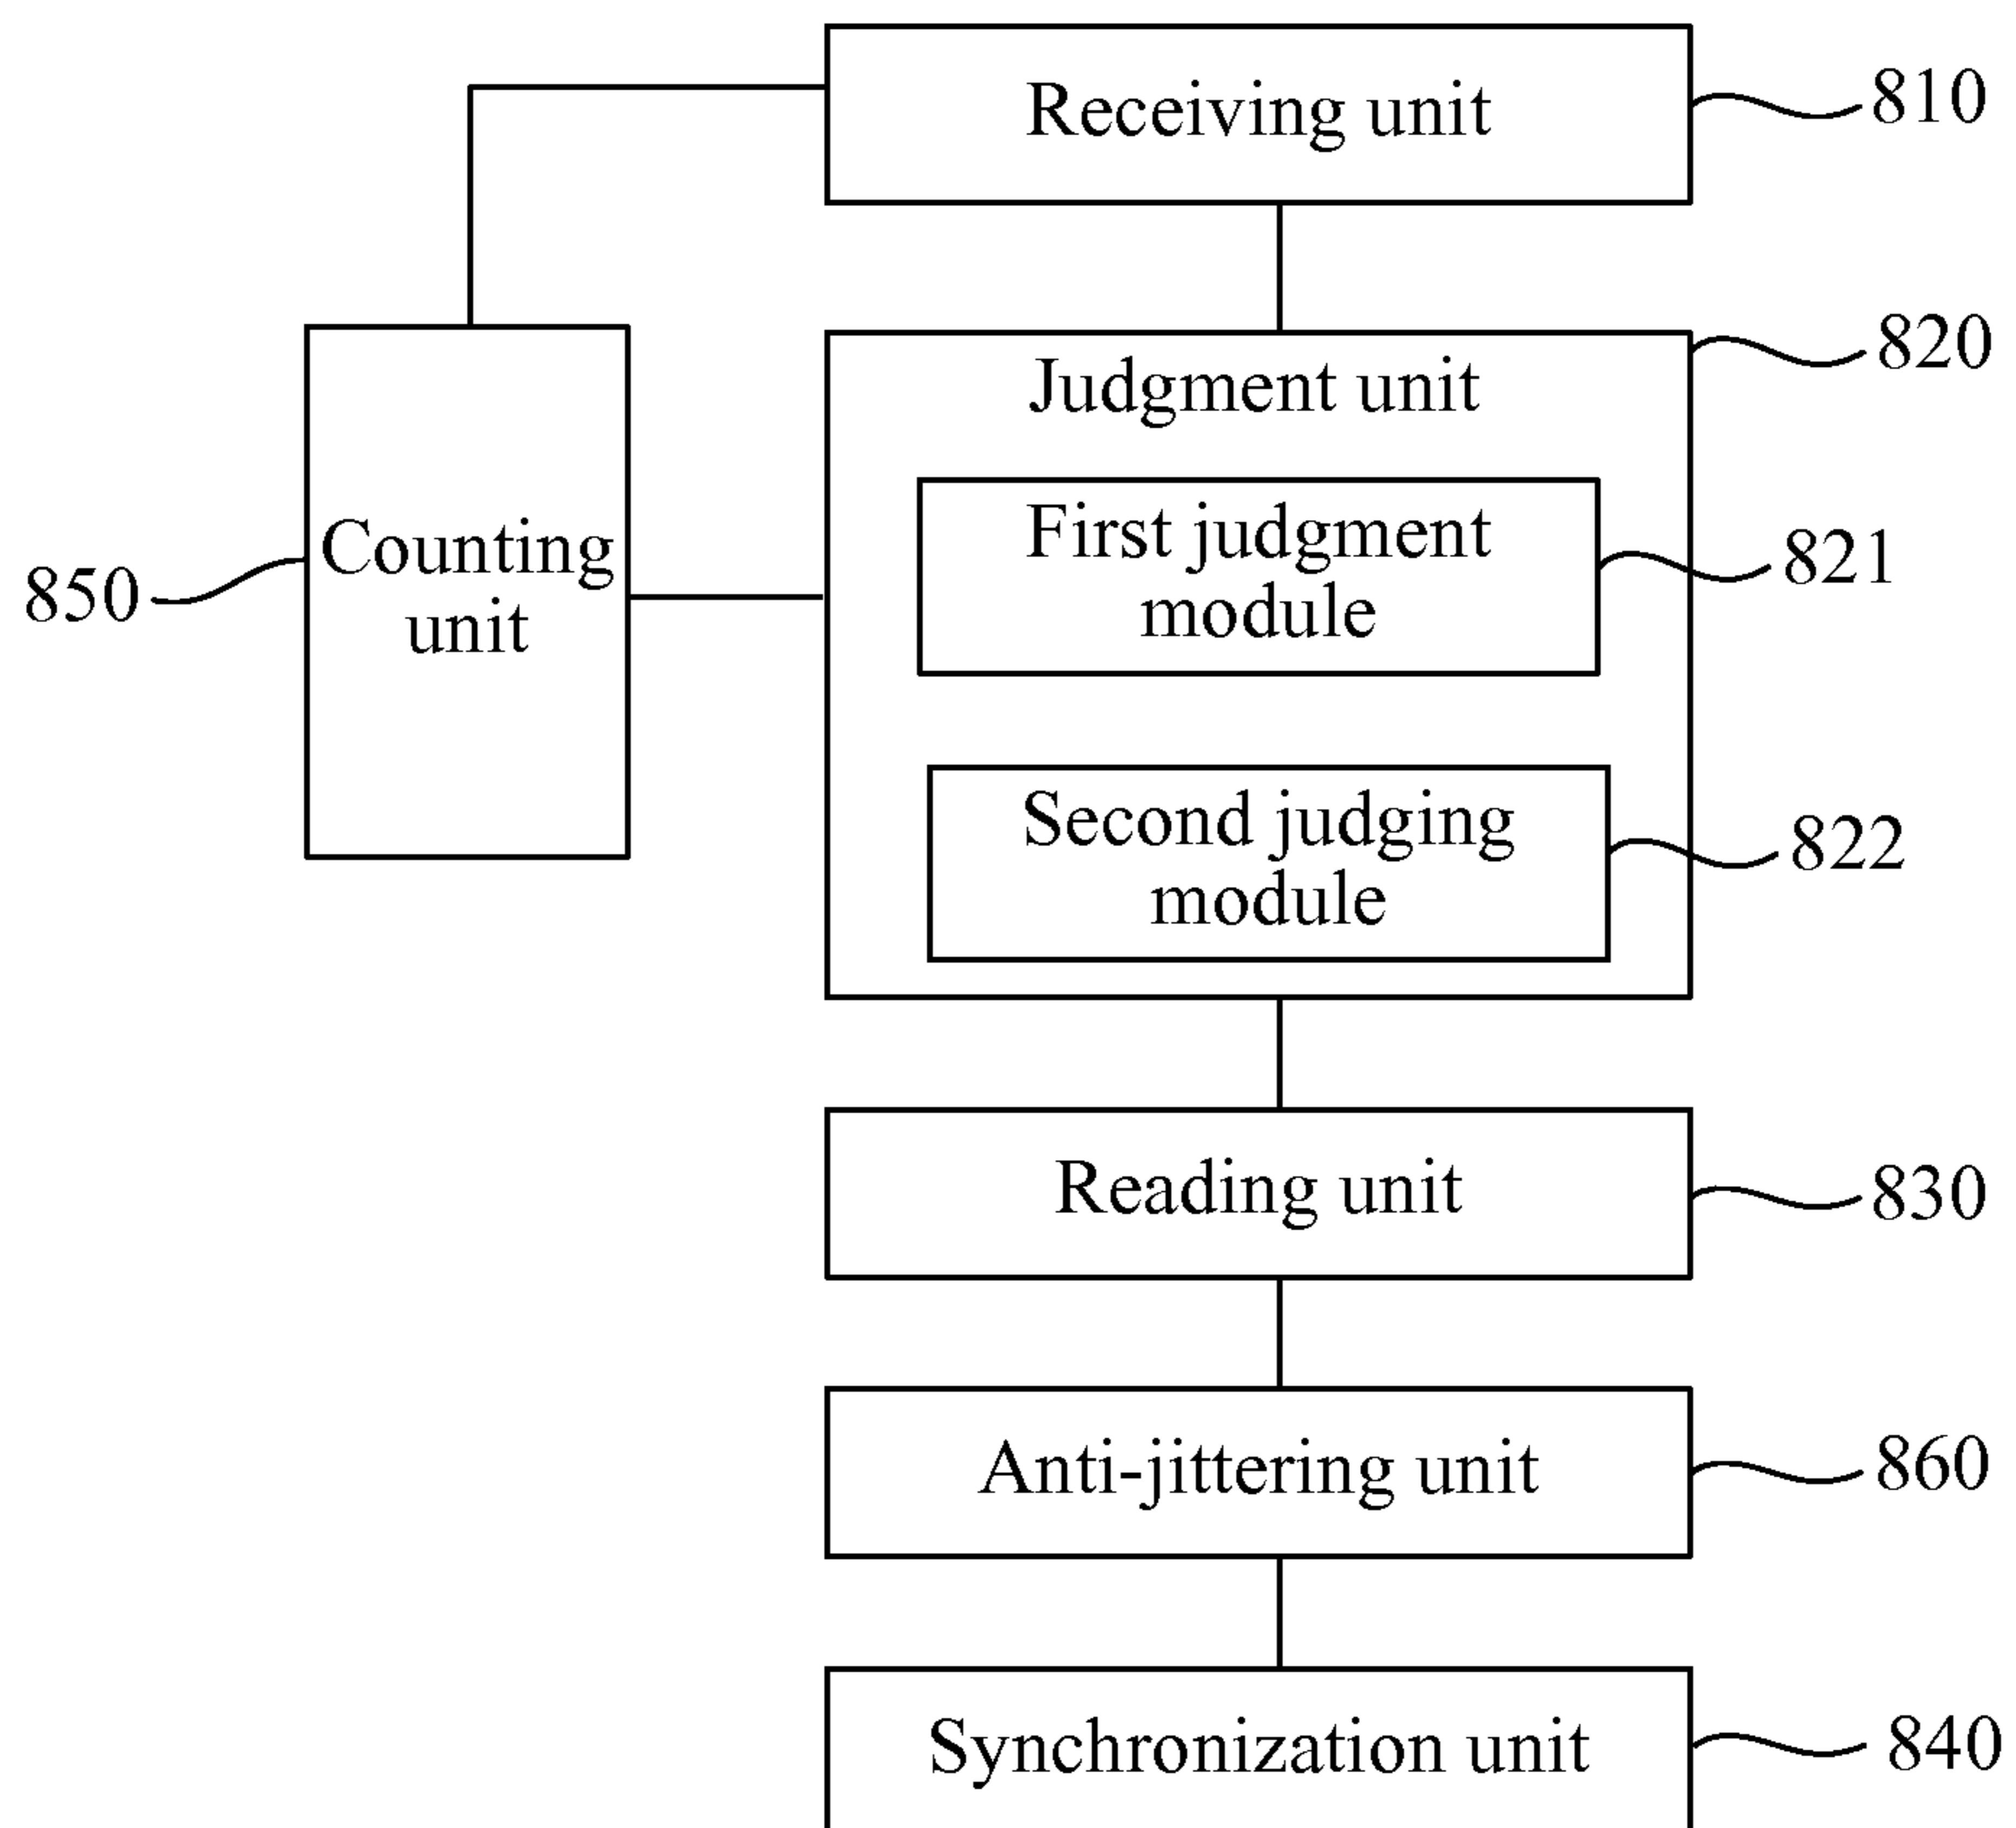 Receiving unit
810
820
Judgment unit
First judgment
module
821
Counting
unit
850
Second judging
module
822
Reading unit
830
Anti-jittering unit
860
Synchronization unit
840